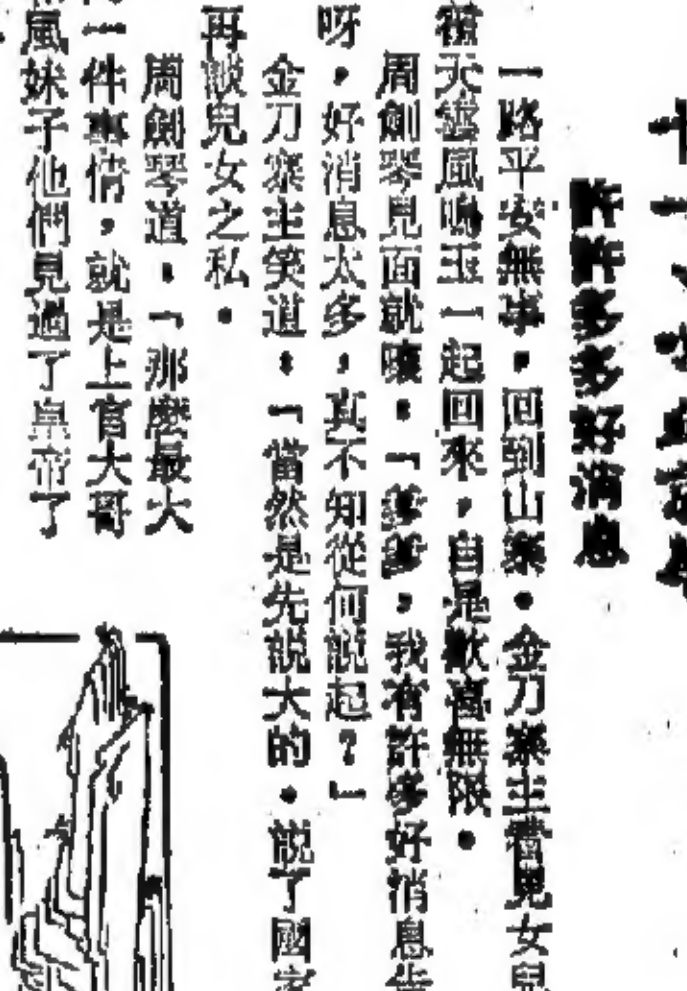 許許多多好消息
一路平安無事，回到山寨。金刀寨主看見女兒
天雲鳳鳴玉一起回來，自是歡喜無限。
周劍琴見面就嚷：「爹爹，我有許多好消息告
呀，好消息太多，真不知從何說起？」
金刀寨主笑道：「當然是先說大的。說了國家
再談兒女之私。
周劍琴道：「那麼最大
一件事情，就是上官大哥
風妹子他們見過了皇帝了